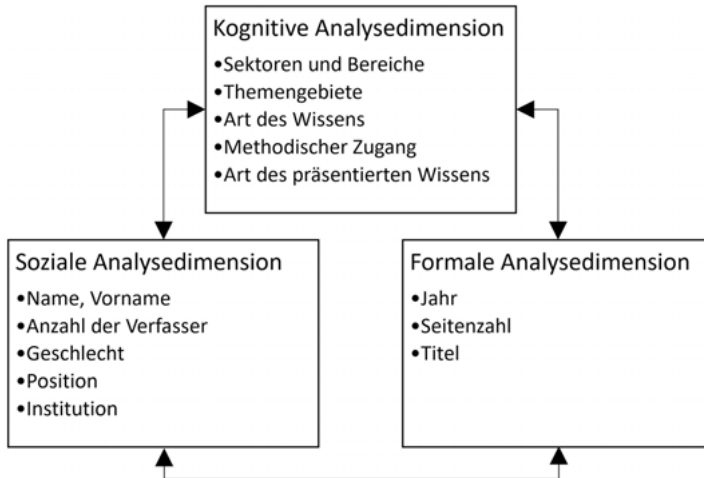 Kognitive Analysedimension
•Sektoren und Bereiche
•Themengebiete
•Art des Wissens
•Methodischer Zugang
•Art des präsentierten Wissens
Soziale Analysedimension
•Name, Vorname
•Anzahl der Verfasser
•Geschlecht
•Position
•Institution
Formale Analysedimension
•Jahr
•Seitenzahl
•Titel